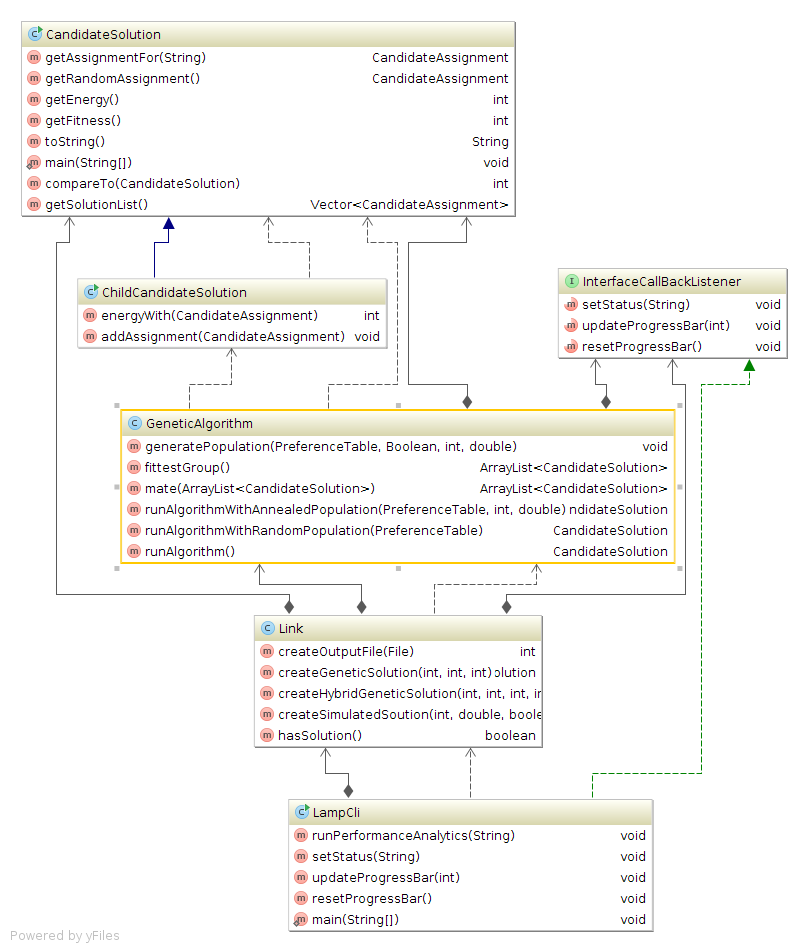 CandidateSolution
getAssignmentFor(String) CandidateAssignment
getRandomAssignment() CandidateAssignment
getEnergy() int
getFitness() int
toString() String
main(String[]) void
compareTo(CandidateSolution) int
getSolutionList() Vector<CandidateAssignment>
ChildCandidateSolution
energyWith(CandidateAssignment) int
addAssignment(CandidateAssignment) void
InterfaceCallBackListener
setStatus(String) void
updateProgressBar(int) void
resetProgressBar() void
GeneticAlgorithm
generatePopulation(PreferenceTable, Boolean, int, double) void
fittestGroup() ArrayList<CandidateSolution>
mate(ArrayList<CandidateSolution>) ArrayList<CandidateSolution>
runAlgorithmWithAnnealedPopulation(PreferenceTable, int, double) ndidateSolution
runAlgorithmWithRandomPopulation(PreferenceTable) CandidateSolution
runAlgorithm() CandidateSolution
Link
createOutputFile(File) int
createGeneticSolution(int, int, int) olution
createHybridGeneticSolution(int, int, int, in
createSimulatedSoution(int, double, boole
hasSolution() boolean
LampCli
runPerformanceAnalytics(String) void
setStatus(String) void
updateProgressBar(int) void
resetProgressBar() void
main(String[]) void
Powered by yFiles